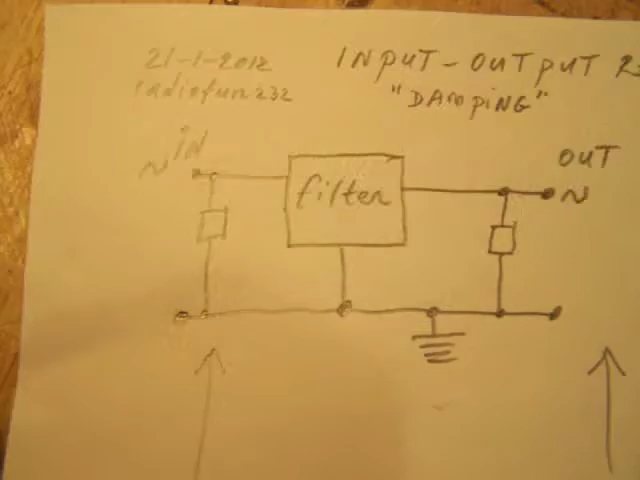 21-1-2012
radiofun232
INPUT-OUTPUT
"DAMPING"
IN
~
filter
OUT
~